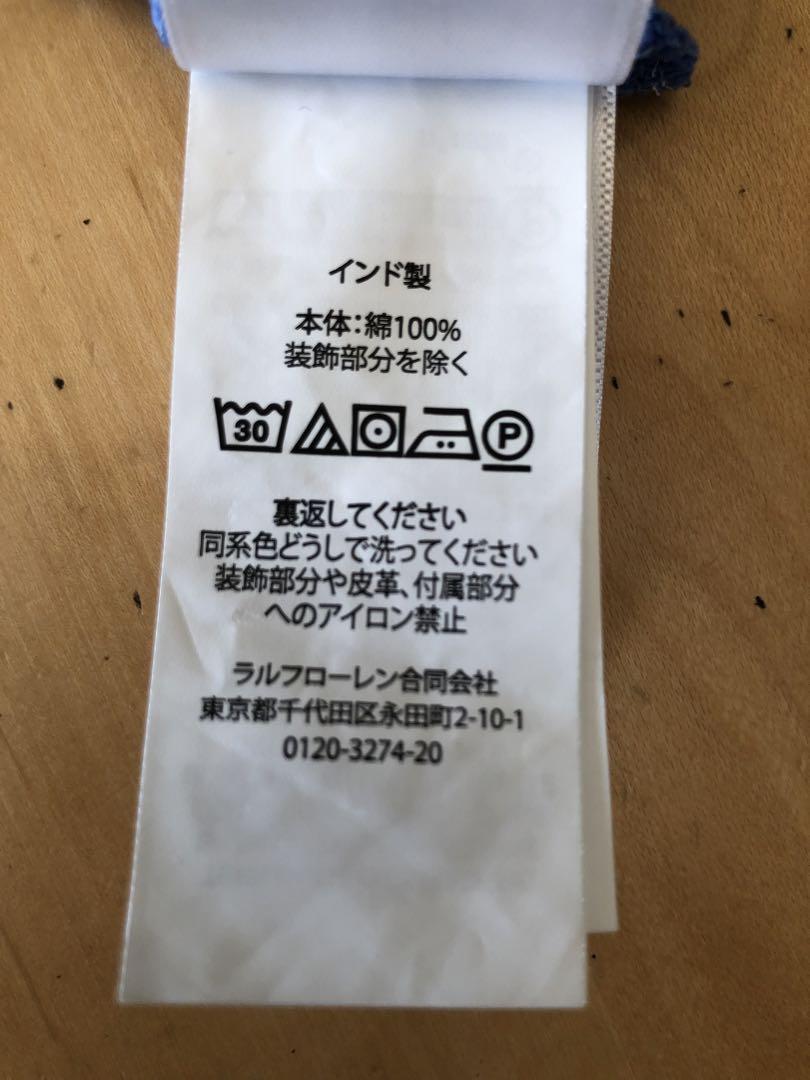 インド製
本体:綿100%
装飾部分を除く
30 P
裏返してください
同系色どうしで洗ってください
装飾部分や皮革、付属部分
へのアイロン禁止
ラルフローレン合同会社
東京都千代田区永田町2-10-1
0120-3274-20